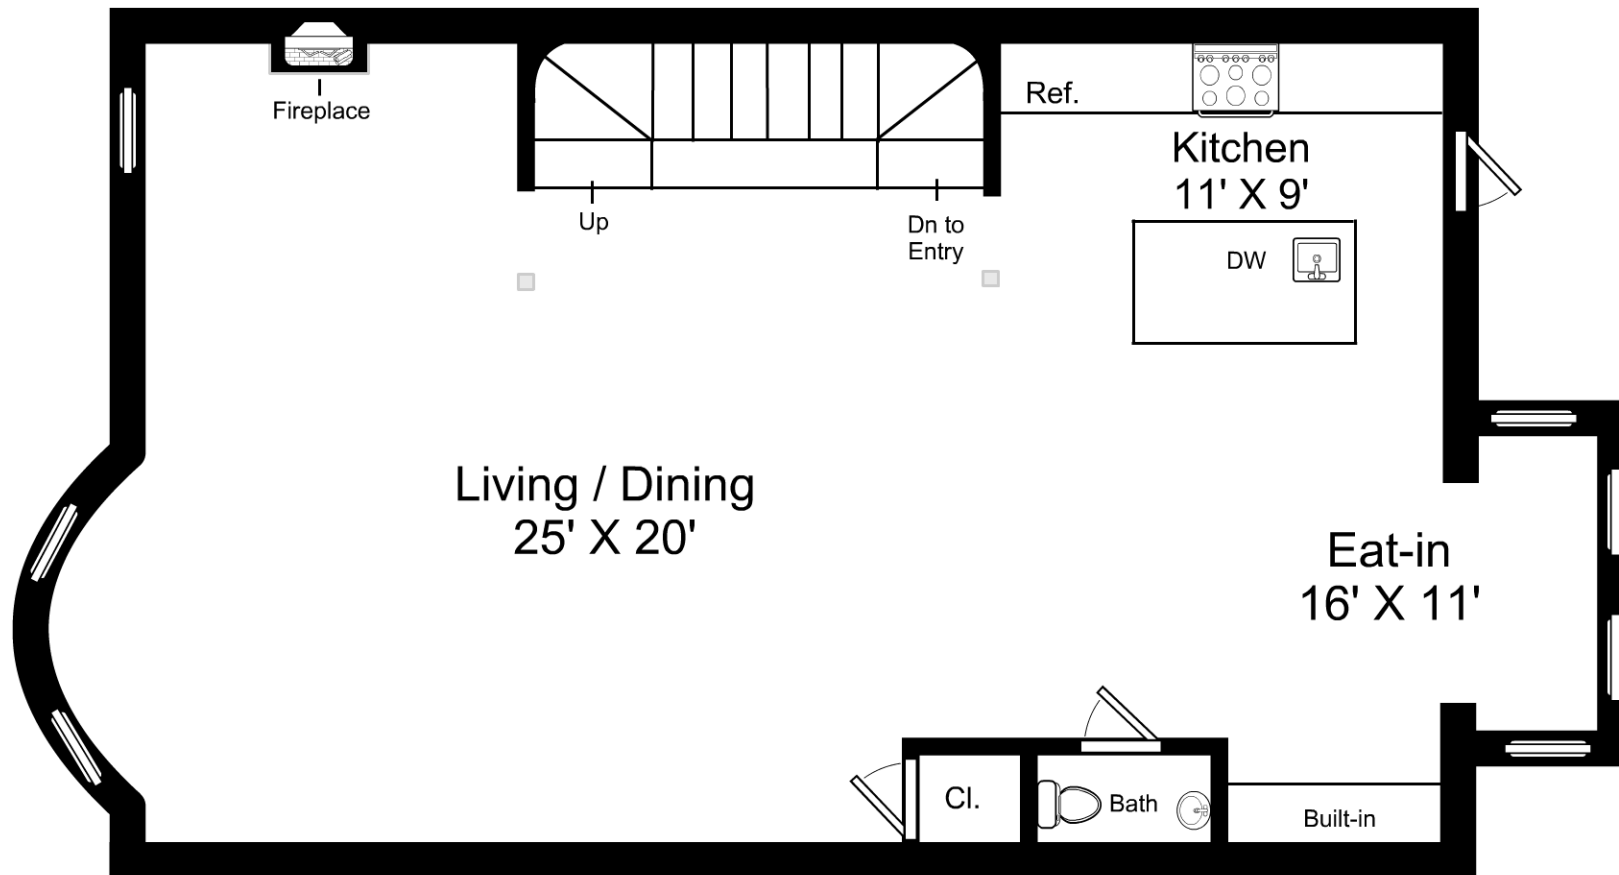 Fireplace
Ref.
Kitchen
11' X 9'
Up
Dn to
Entry
DW
Living / Dining
25' X 20'
Eat-in
16' X 11'
Cl.
Bath
Built-in